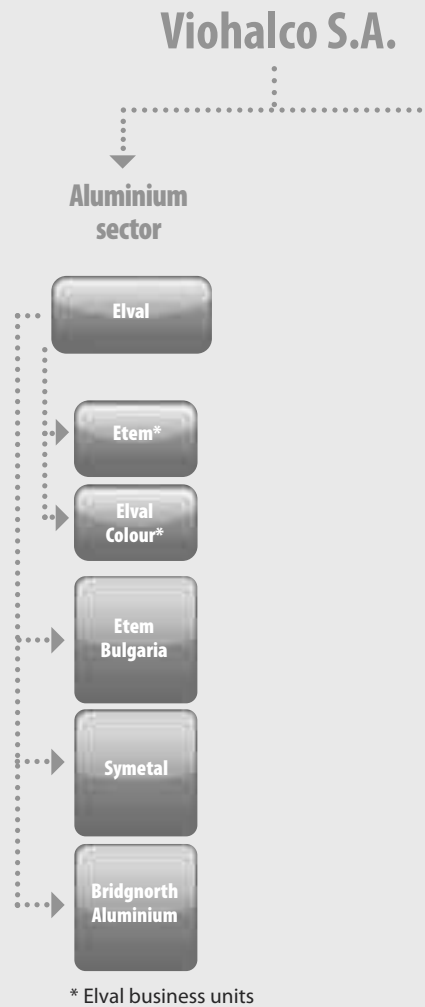 Viohalco S.A.
Aluminium
sector
Elval
Etem*
Elval
Colour*
Etem
Bulgaria
Symetal
Bridgnorth
Aluminium
* Elval business units